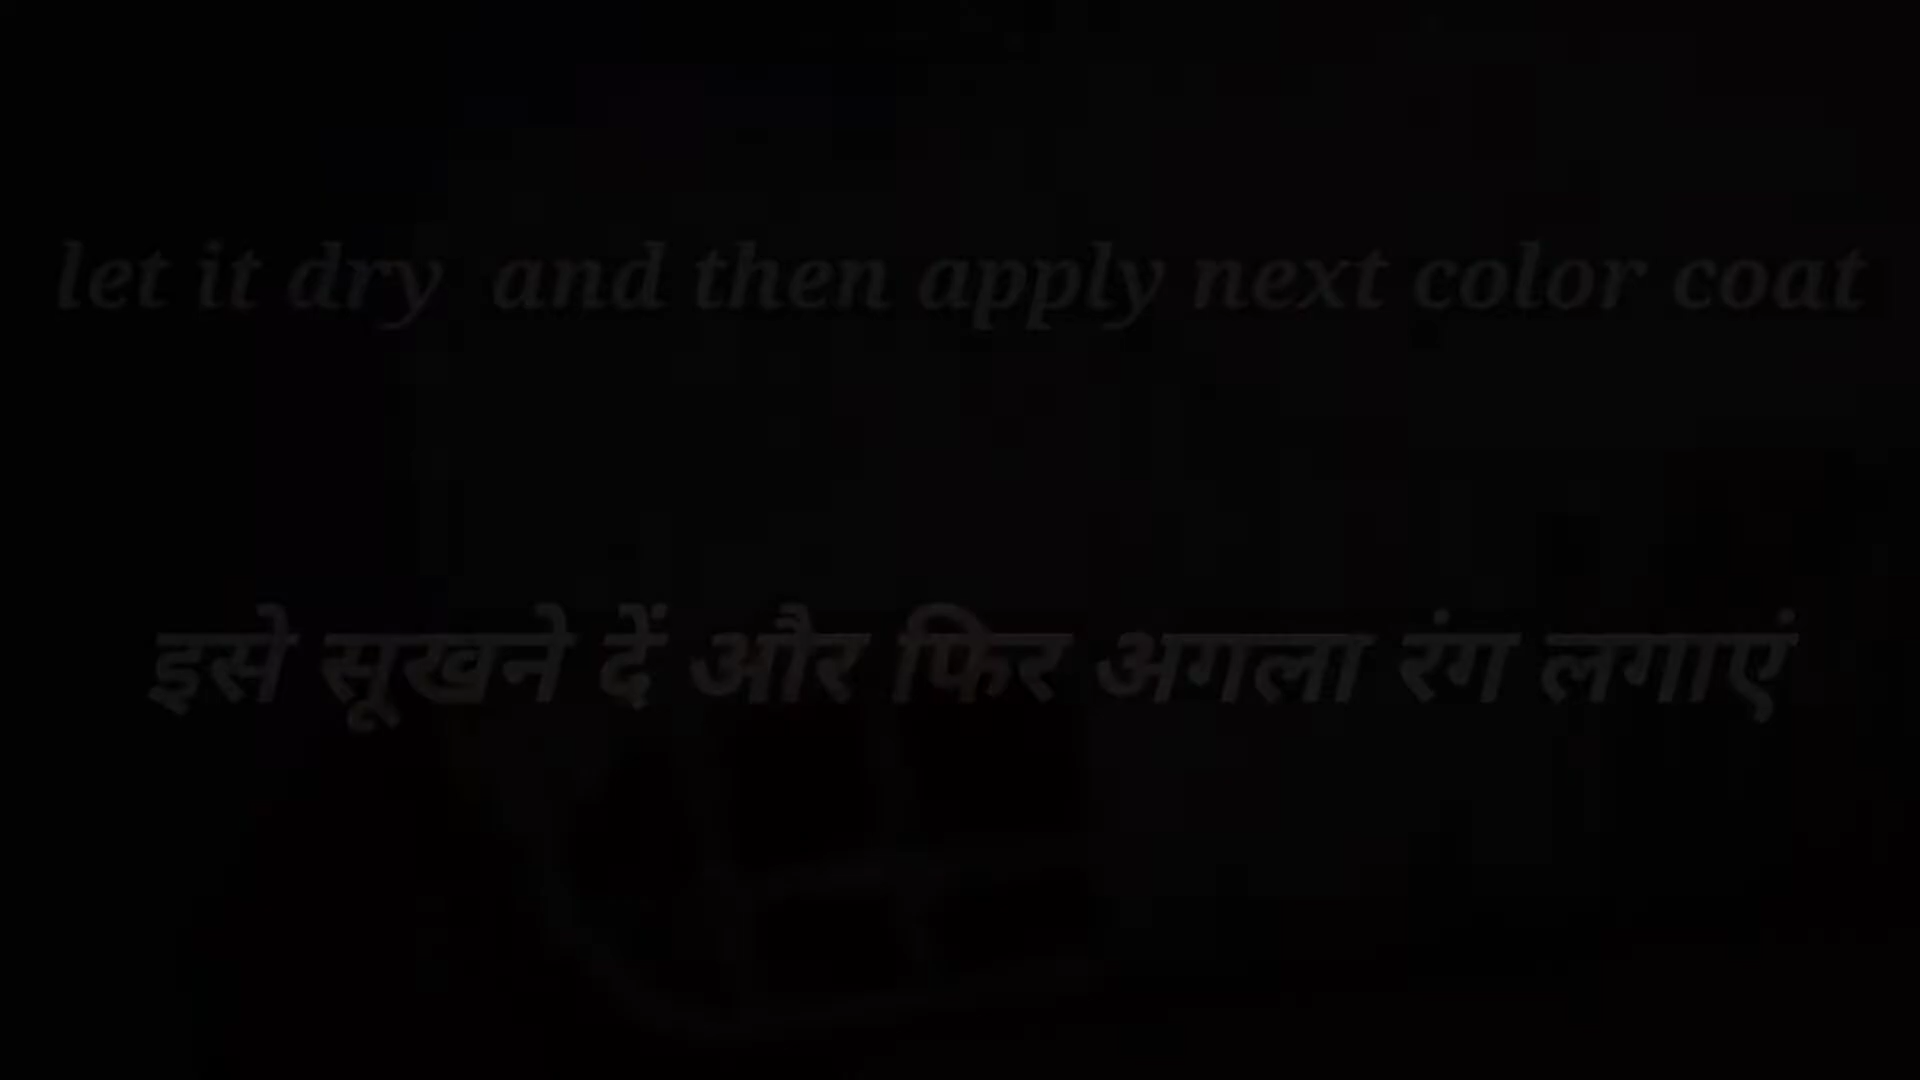 let it dry  and then apply next color coat
इसे सूखने दें और फिर अगला रंग लगाएं